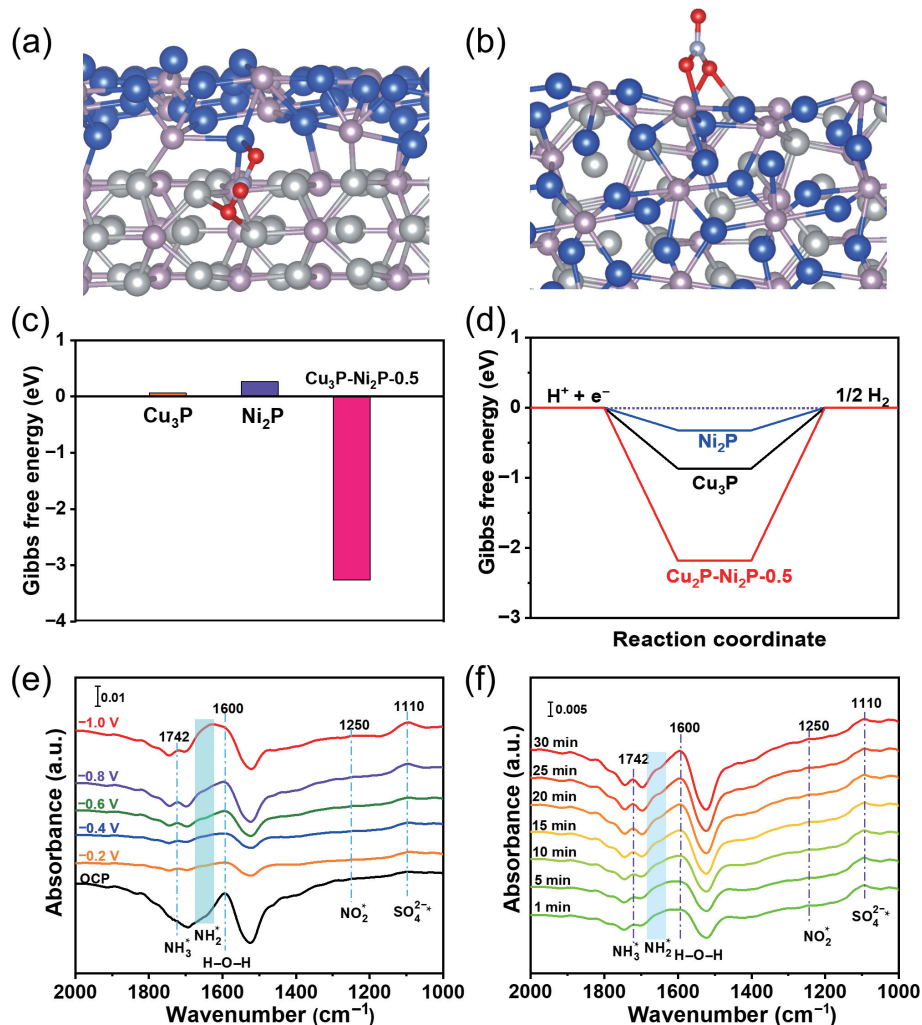 (a)
(b)
(c)
Gibbs free energy (eV)
1
0
−1
−2
−3
−4
Cu₃P
Ni₂P
Cu₃P-Ni₂P-0.5
(d)
Gibbs free energy (eV)
1
0
−1
−2
−3
H⁺ + e⁻
1/2 H₂
Ni₂P
Cu₃P
Cu₂P-Ni₂P-0.5
Reaction coordinate
(e)
Absorbance (a.u.)
0.01
−1.0 V
−0.8 V
−0.6 V
−0.4 V
−0.2 V
OCP
1742
1600
1250
1110
NH₃*
NH₂*
H−O−H
NO₂*
SO₄²⁻*
2000 1800 1600 1400 1200 1000
Wavenumber (cm⁻¹)
(f)
Absorbance (a.u.)
0.005
30 min
25 min
20 min
15 min
10 min
5 min
1 min
1742
1600
1250
1110
NH₃*
NH₂*
H−O−H
NO₂*
SO₄²⁻*
2000 1800 1600 1400 1200 1000
Wavenumber (cm⁻¹)